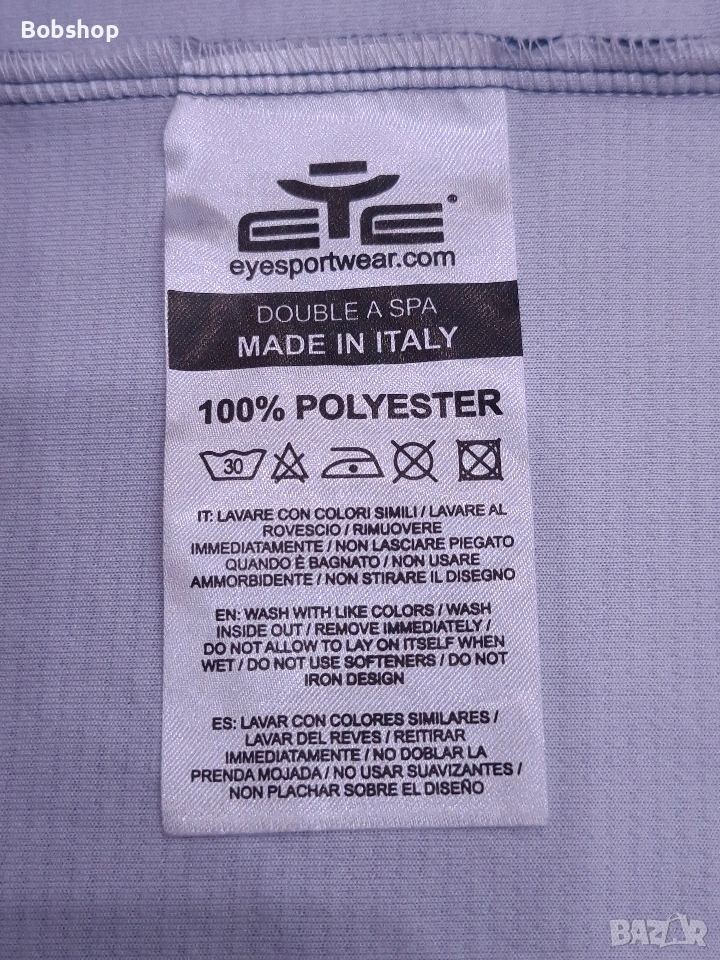 Bobshop
eYe®
eyesportwear.com
DOUBLE A SPA
MADE IN ITALY
100% POLYESTER
30
IT: LAVARE CON COLORI SIMILI / LAVARE AL
ROVESCIO / RIMUOVERE
IMMEDIATAMENTE / NON LASCIARE PIEGATO
QUANDO È BAGNATO / NON USARE
AMMORBIDENTE / NON STIRARE IL DISEGNO
EN: WASH WITH LIKE COLORS / WASH
INSIDE OUT / REMOVE IMMEDIATELY /
DO NOT ALLOW TO LAY ON ITSELF WHEN
WET / DO NOT USE SOFTENERS / DO NOT
IRON DESIGN
ES: LAVAR CON COLORES SIMILARES /
LAVAR DEL REVES / REITIRAR
IMMEDIATAMENTE / NO DOBLAR LA
PRENDA MOJADA / NO USAR SUAVIZANTES /
NON PLACHAR SOBRE EL DISEÑO
BAZAR